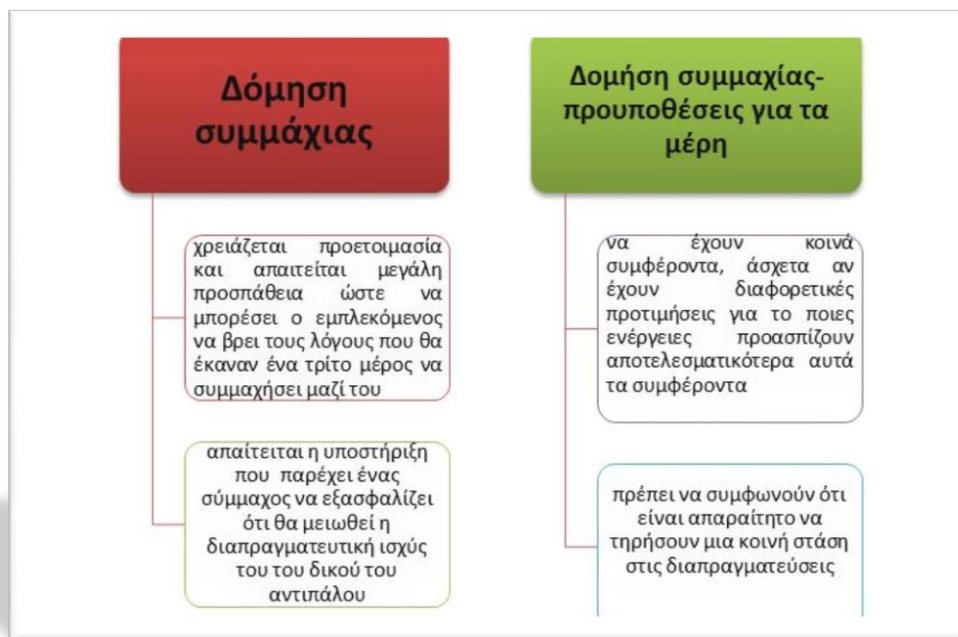 Δόμηση
συμμάχιας
χρειάζεται προετοιμασία
και απαιτείται μεγάλη
προσπάθεια ώστε να
μπορέσει ο εμπλεκόμενος
να βρει τους λόγους που θα
έκαναν ένα τρίτο μέρος να
συμμαχήσει μαζί του
απαίτειται η υποστήριξη
που παρέχει ένας
σύμμαχος να εξασφαλίζει
ότι θα μειωθεί η
διαπραγματευτική ισχύς
του του δικού του
αντιπάλου
Δομήση συμμαχίας-
προυποθέσεις για τα
μέρη
να έχουν κοινά
συμφέροντα, άσχετα αν
έχουν διαφορετικές
προτιμήσεις για το ποιες
ενέργειες προασπίζουν
αποτελεσματικότερα αυτά
τα συμφέροντα
πρέπει να συμφωνούν ότι
είναι απαραίτητο να
τηρήσουν μια κοινή στάση
στις διαπραγματεύσεις